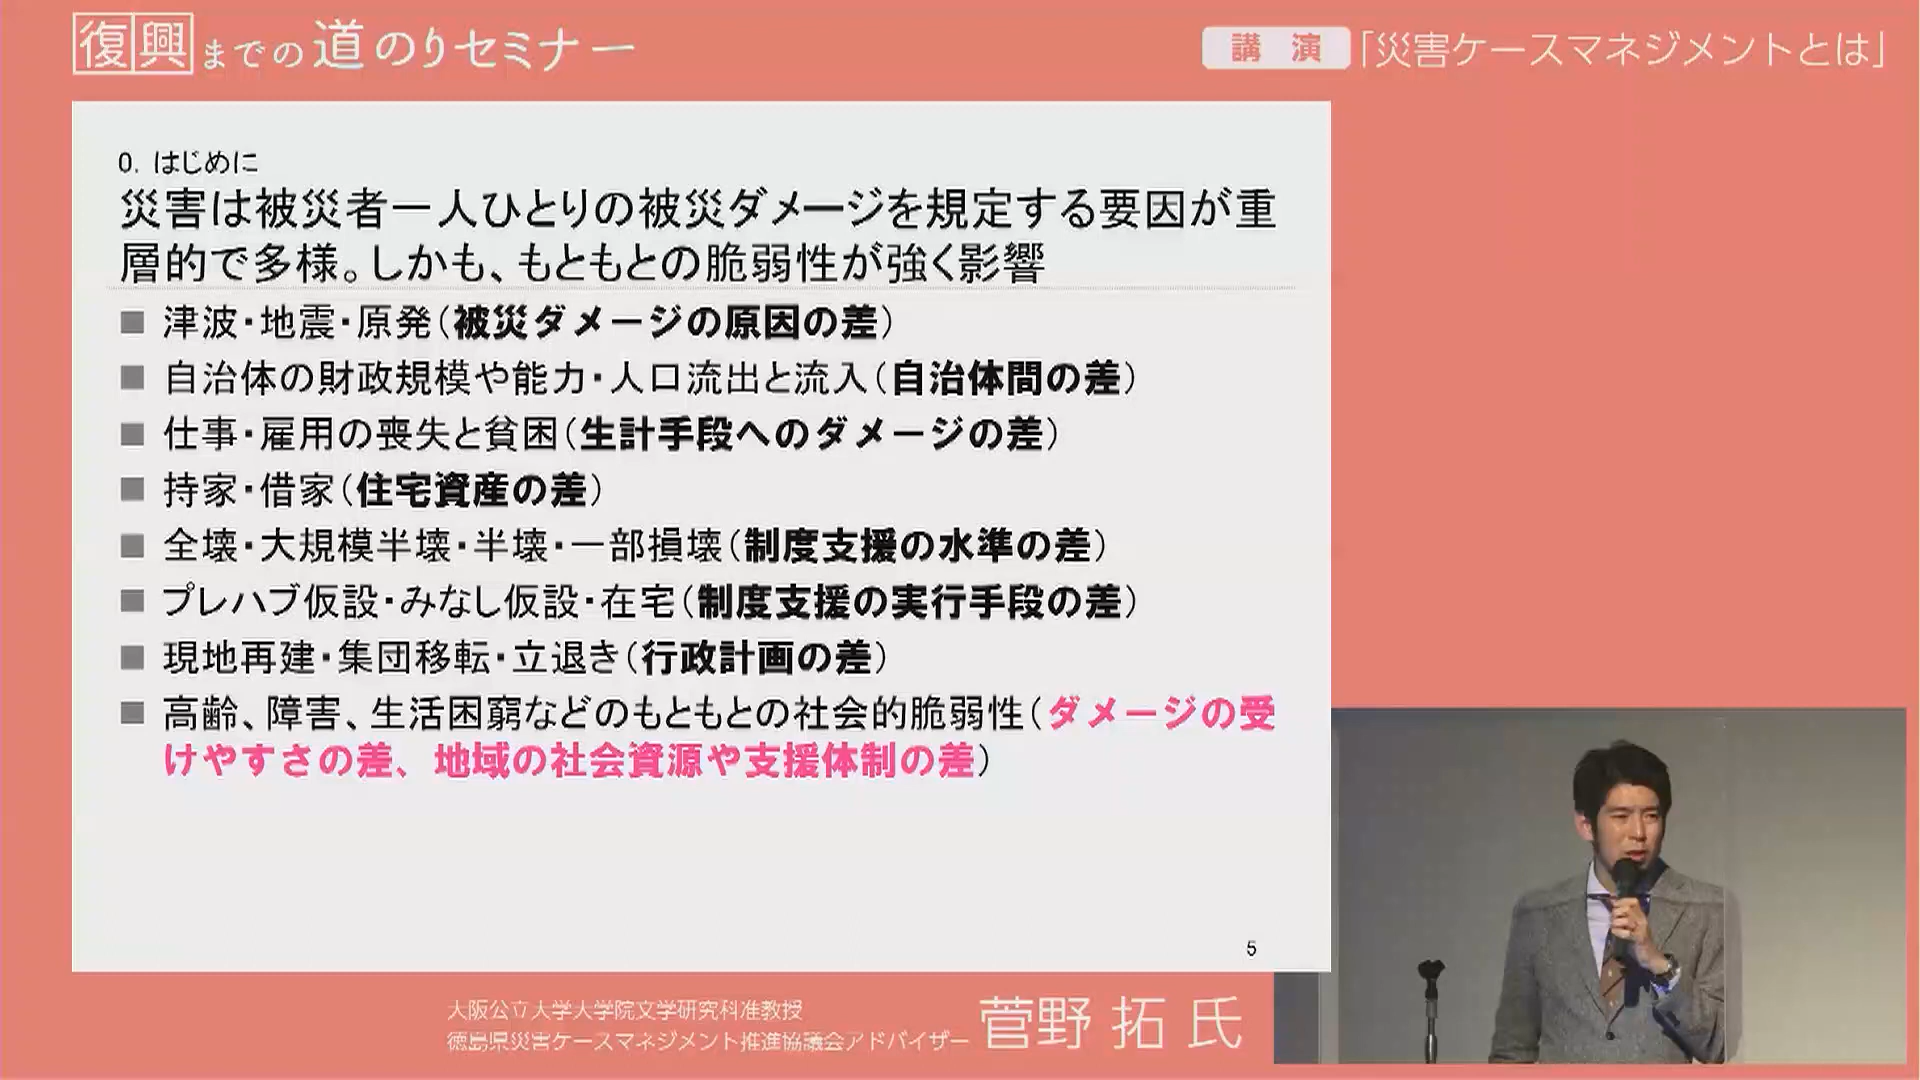 復興までの道のりセミナー
講演 「災害ケースマネジメントとは」
0. はじめに
災害は被災者一人ひとりの被災ダメージを規定する要因が重
層的で多様。しかも、もともとの脆弱性が強く影響
■ 津波・地震・原発（被災ダメージの原因の差）
■ 自治体の財政規模や能力・人口流出と流入（自治体間の差）
■ 仕事・雇用の喪失と貧困（生計手段へのダメージの差）
■ 持家・借家（住宅資産の差）
■ 全壊・大規模半壊・半壊・一部損壊（制度支援の水準の差）
■ プレハブ仮設・みなし仮設・在宅（制度支援の実行手段の差）
■ 現地再建・集団移転・立退き（行政計画の差）
■ 高齢、障害、生活困窮などのもともとの社会的脆弱性（ダメージの受
けやすさの差、地域の社会資源や支援体制の差）
5
大阪公立大学大学院文学研究科准教授
徳島県災害ケースマネジメント推進協議会アドバイザー
菅野 拓 氏